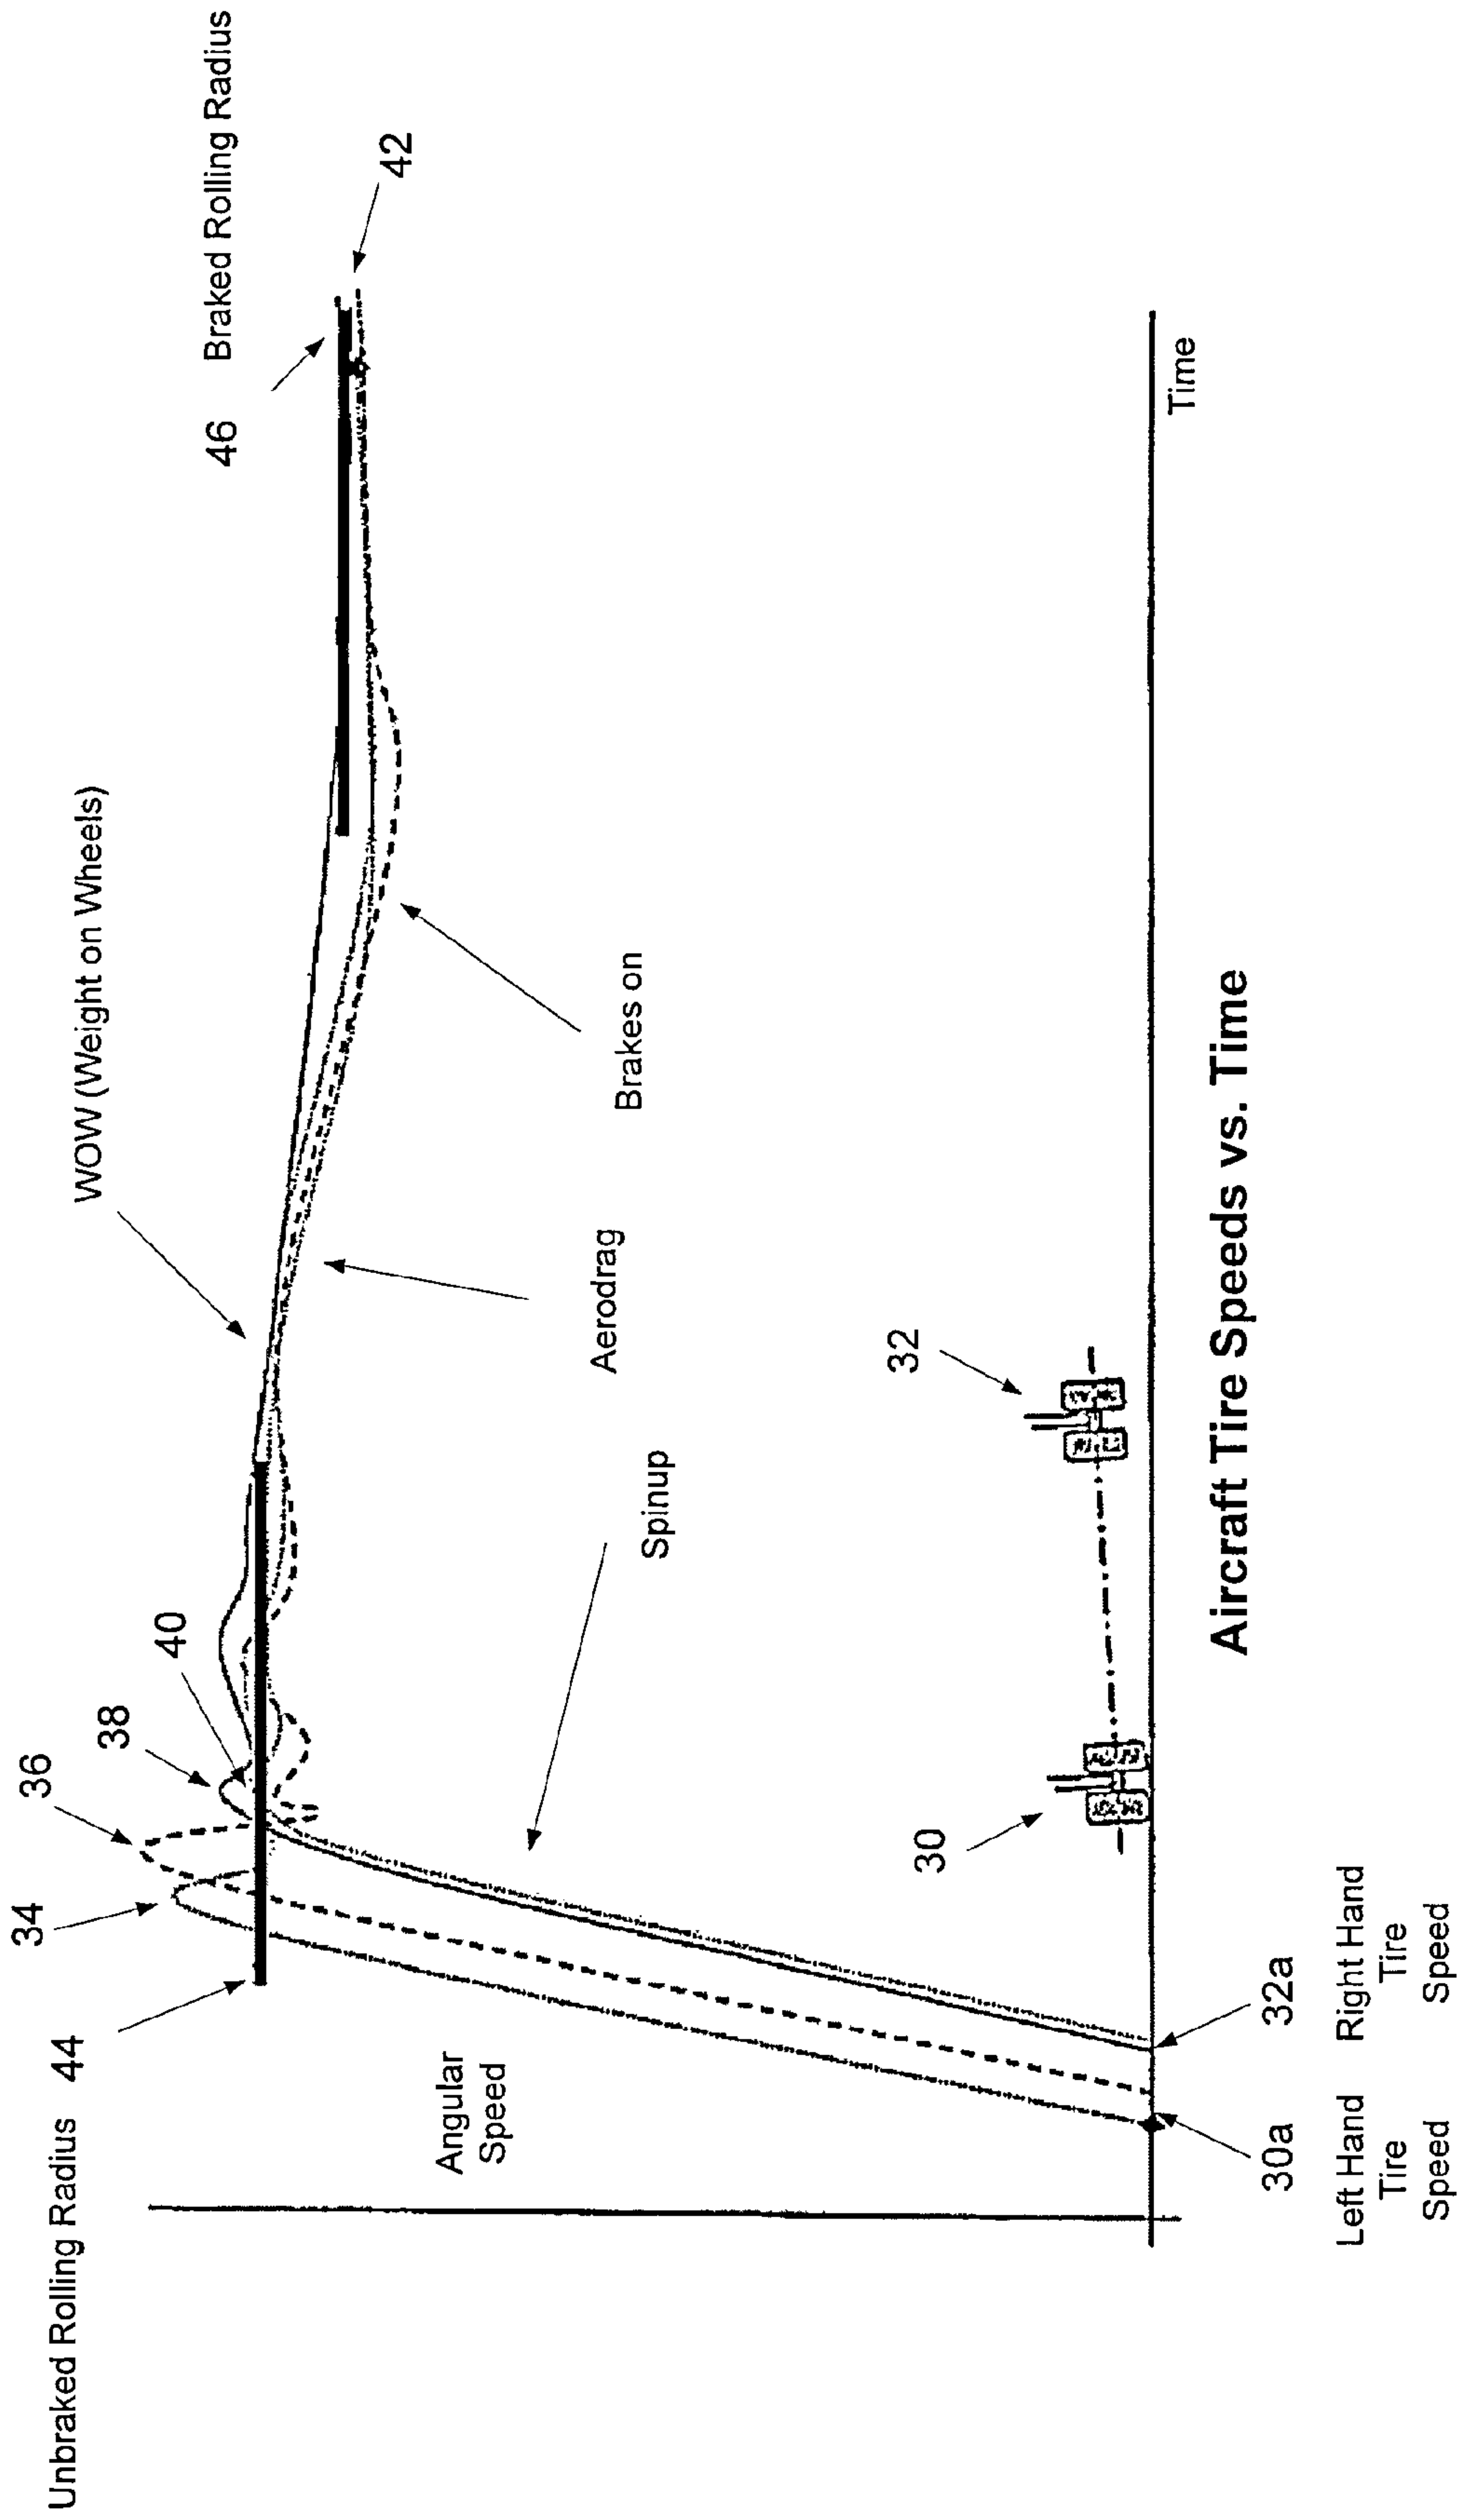 Unbraked Rolling Radius
44
34
36
38
40
WOW (Weight on Wheels)
46
Braked Rolling Radius
42
Angular
Speed
Spinup
Aerodrag
Brakes on
30
32
Time
30a
32a
Left Hand
Tire
Speed
Right Hand
Tire
Speed
Aircraft Tire Speeds vs. Time